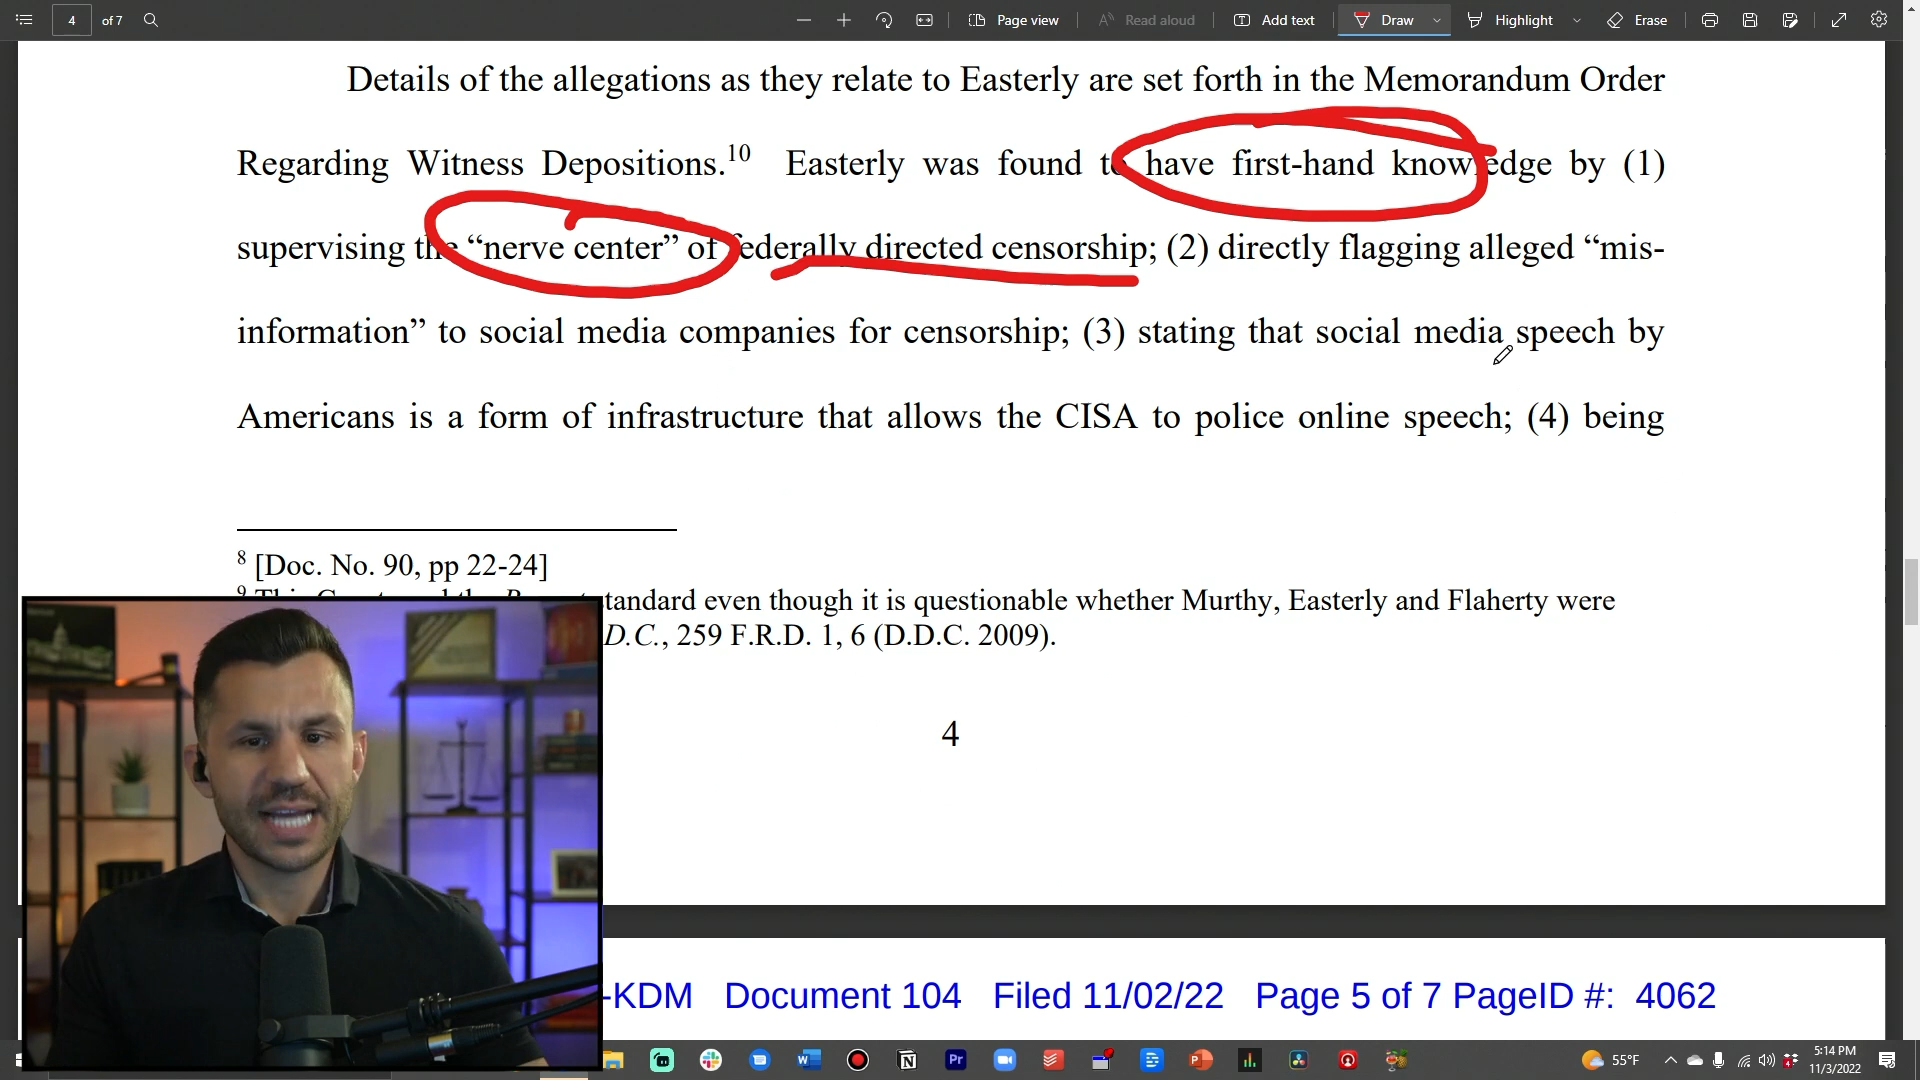 4 of 7 Page view Read aloud Add text Draw Highlight Erase
Details of the allegations as they relate to Easterly are set forth in the Memorandum Order
Regarding Witness Depositions.10 Easterly was found to have first-hand knowledge by (1)
supervising the “nerve center” of federally directed censorship; (2) directly flagging alleged “mis-
information” to social media companies for censorship; (3) stating that social media speech by
Americans is a form of infrastructure that allows the CISA to police online speech; (4) being
8 [Doc. No. 90, pp 22-24]
9 This standard even though it is questionable whether Murthy, Easterly and Flaherty were
D.C., 259 F.R.D. 1, 6 (D.D.C. 2009).
4
-KDM Document 104 Filed 11/02/22 Page 5 of 7 PageID #: 4062
55°F
5:14 PM
11/3/2022